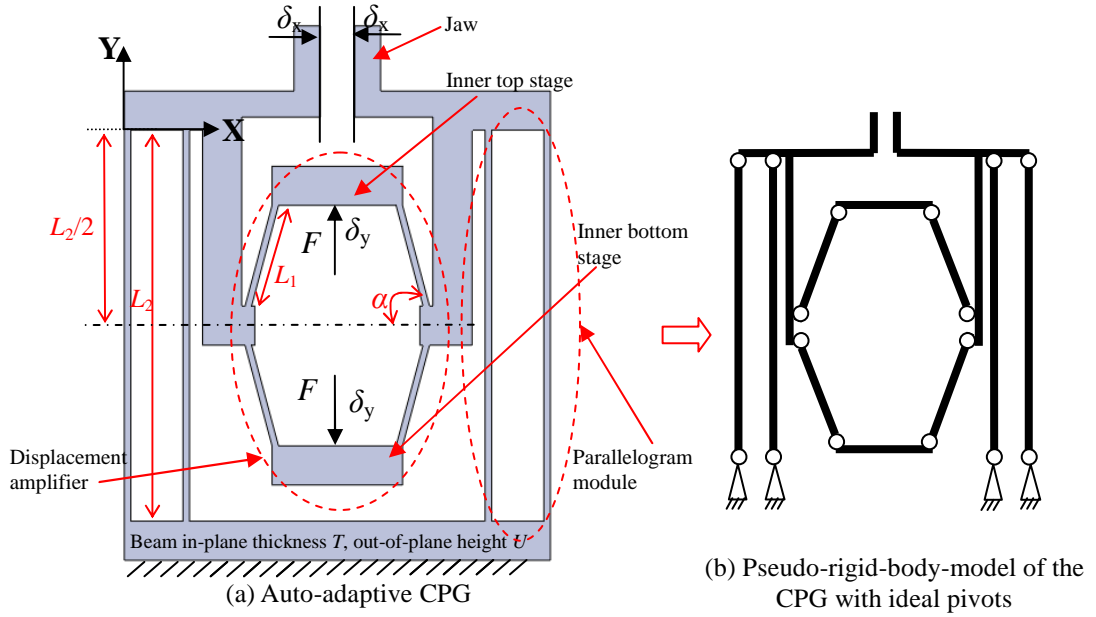 δx δx
Jaw
Y
Inner top stage
X
L2/2
F δy
Inner bottom
stage
L1
L2
α
F
δy
Displacement
amplifier
Parallelogram
module
Beam in-plane thickness T, out-of-plane height U
(a) Auto-adaptive CPG
(b) Pseudo-rigid-body-model of the
CPG with ideal pivots